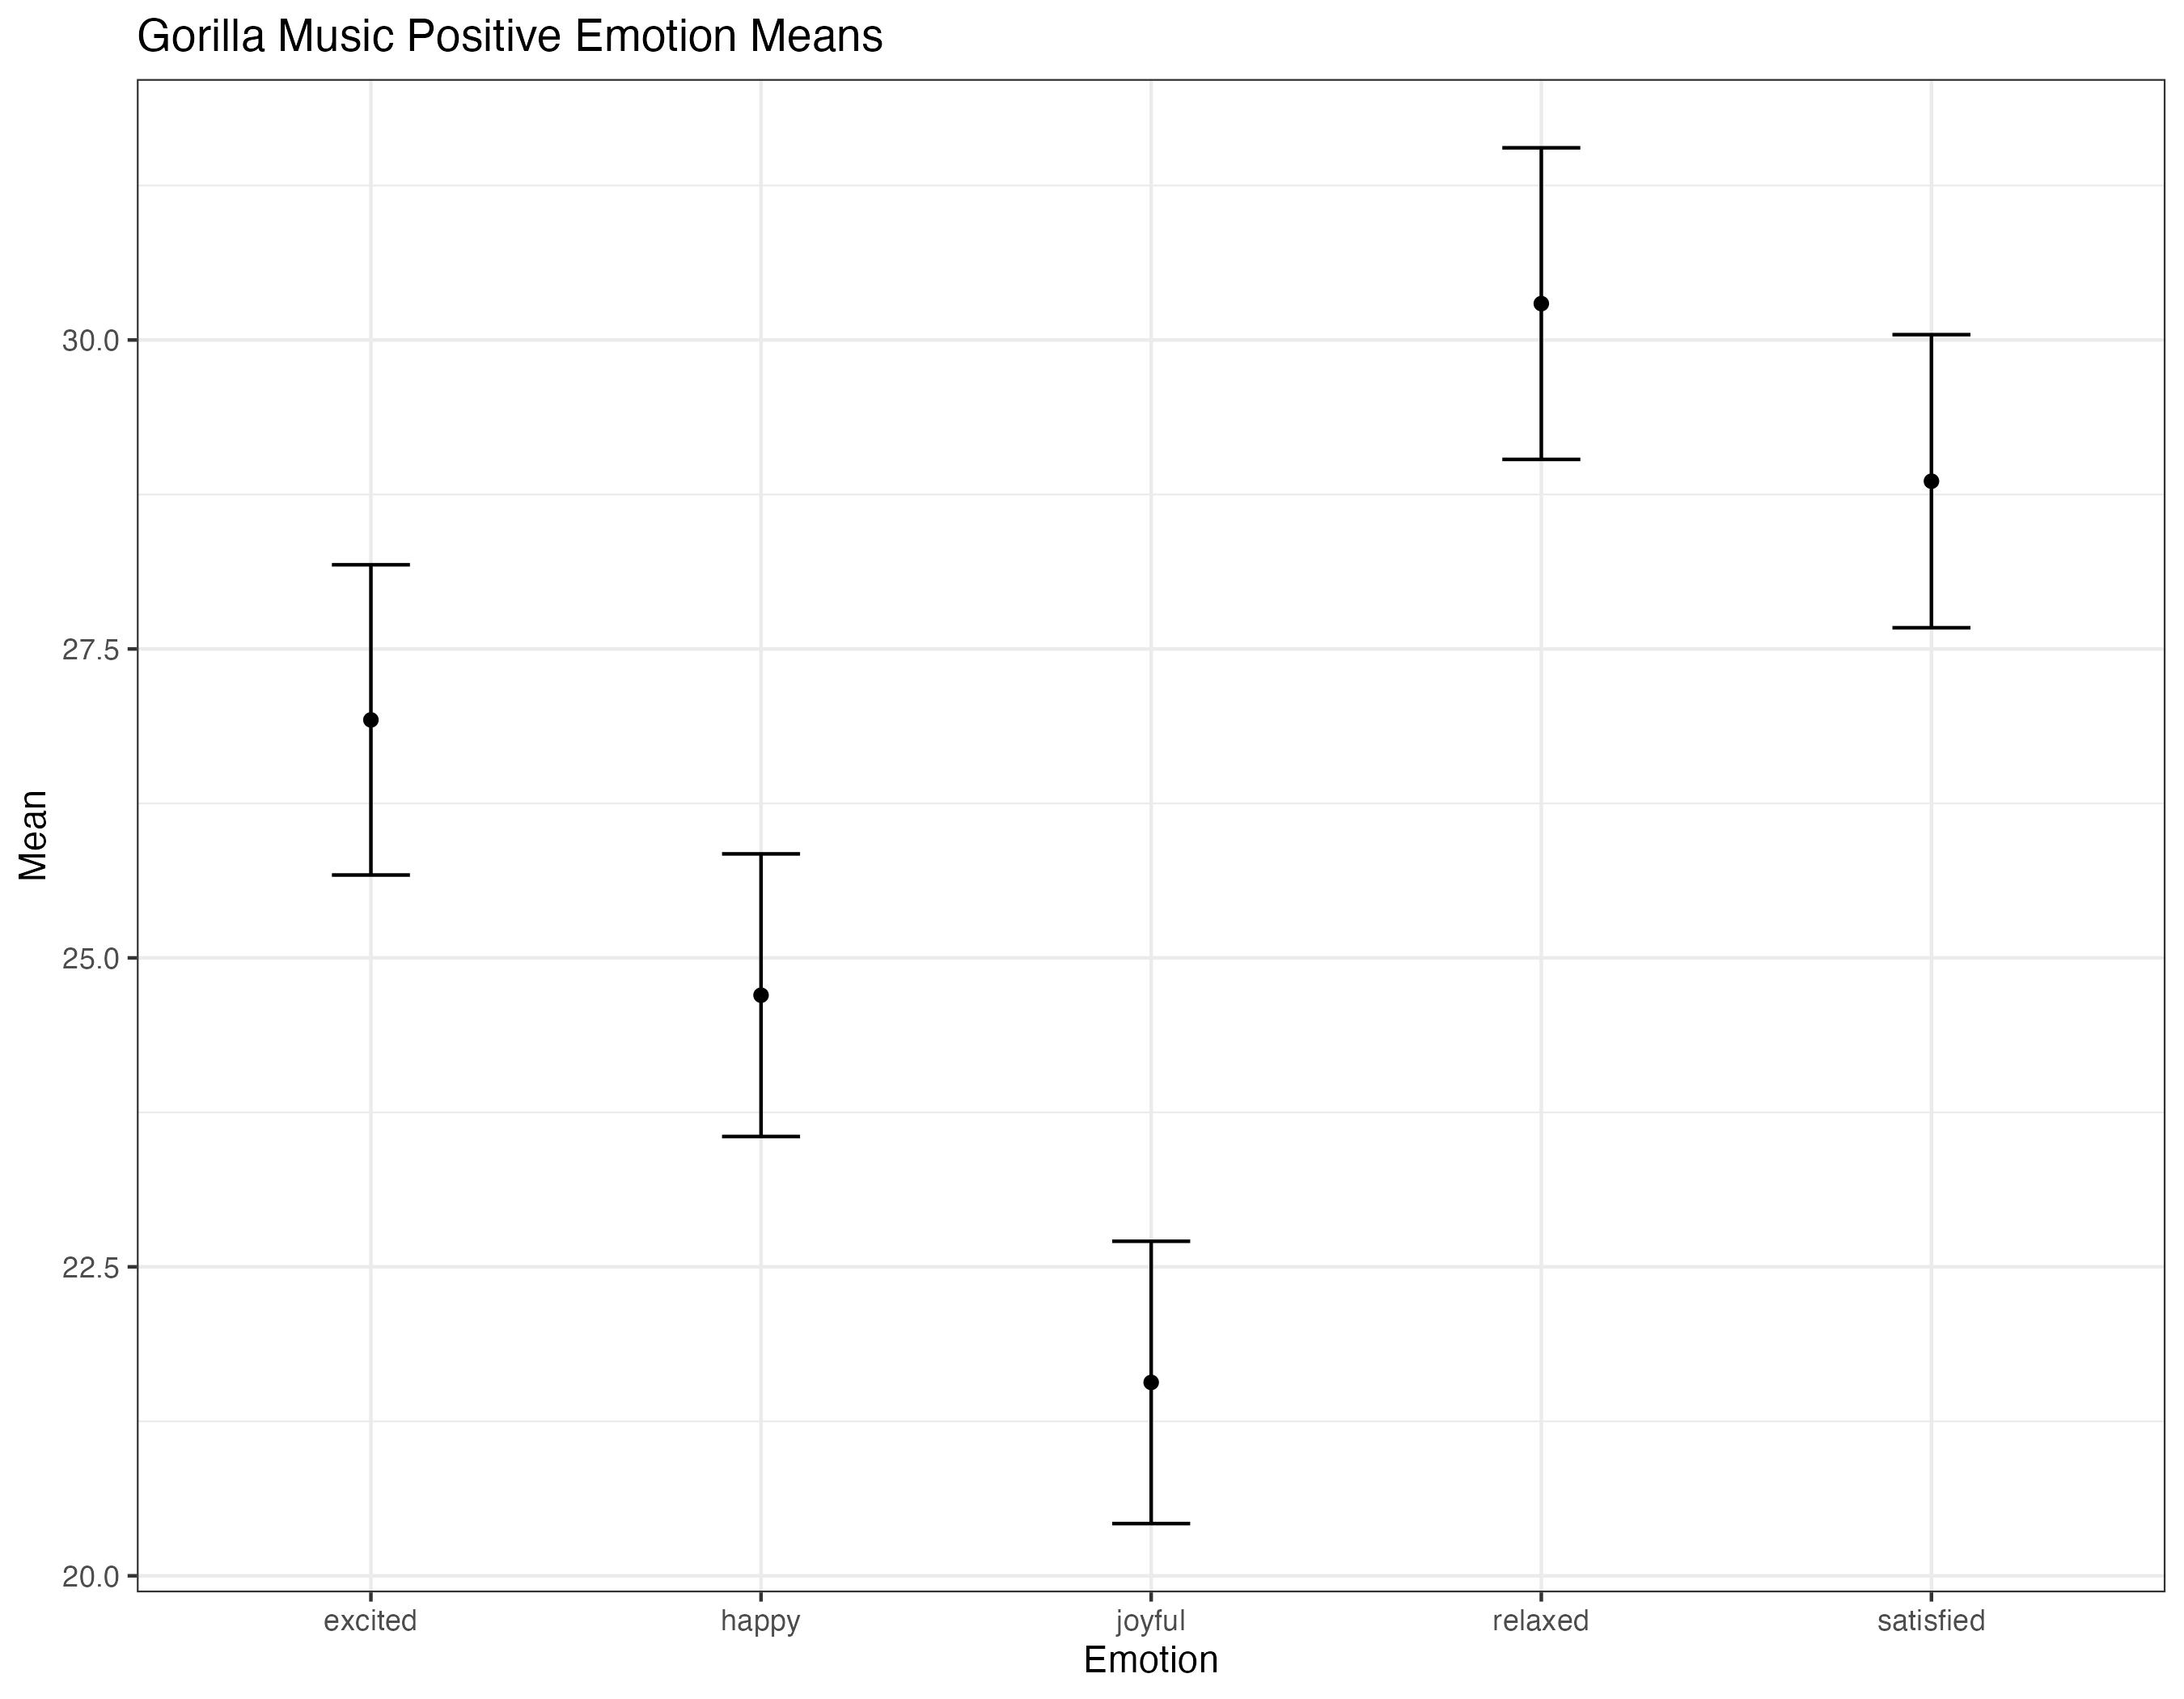 Gorilla Music Positive Emotion Means
Mean
30.0
27.5
25.0
22.5
20.0
excited happy joyful relaxed satisfied
Emotion